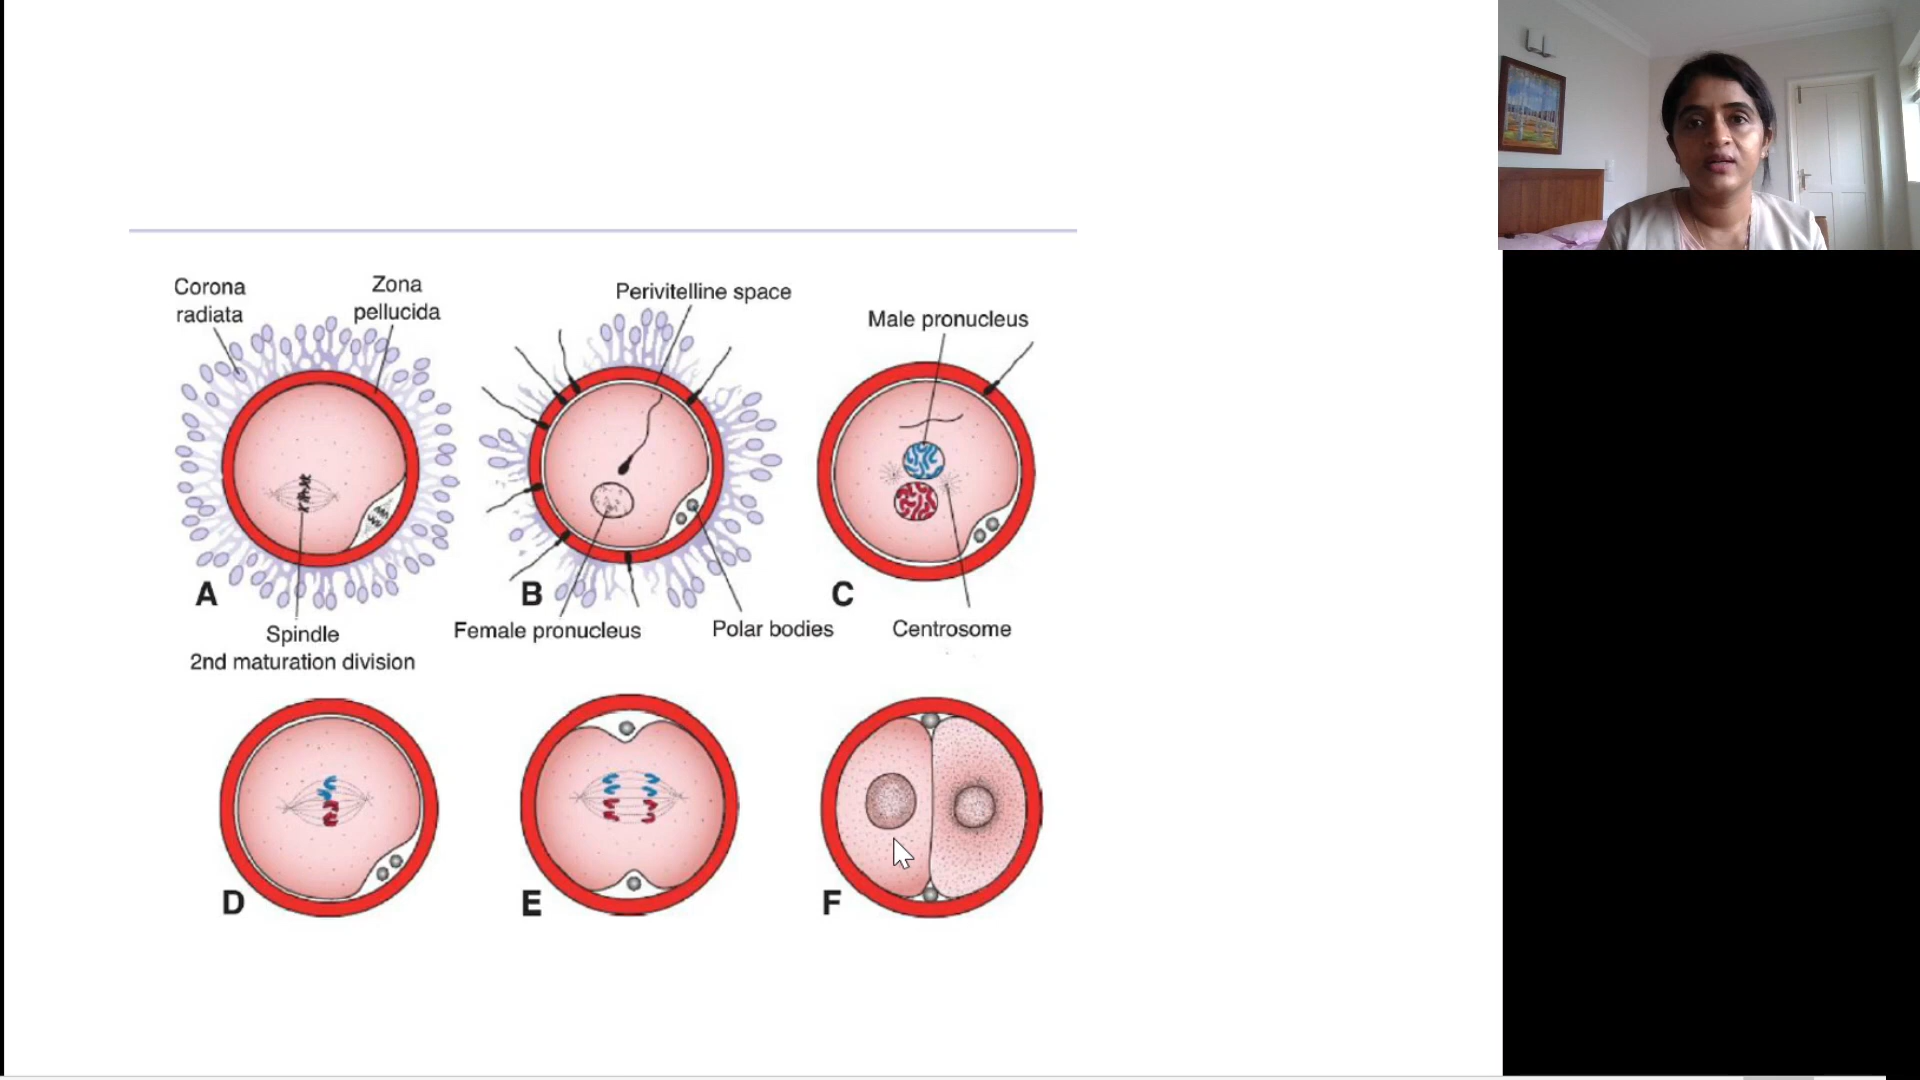 Corona
radiata
Zona
pellucida
Perivitelline space
Male pronucleus
A
B
C
Spindle
2nd maturation division
Female pronucleus
Polar bodies
Centrosome
D
E
F